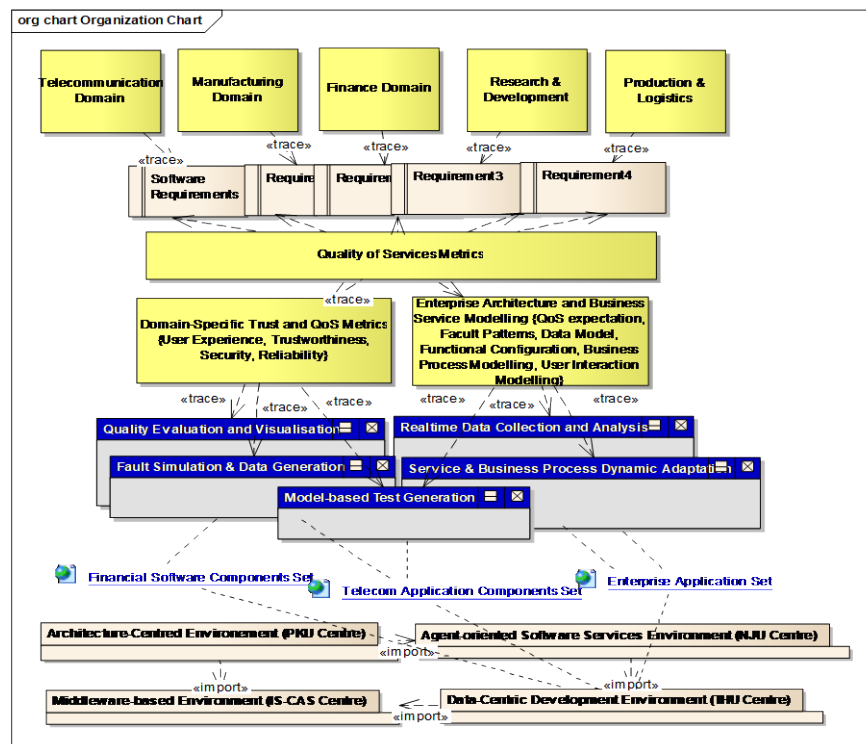 org chart Organization Chart
Telecommunication
Domain
Manufacturing
Domain
Finance Domain
Research &
Development
Production &
Logistics
«trace»
«trace»
«trace»
«trace»
«trace»
Software
Requirements
Require
Requiren
Requirement3
Requirement4
Quality of Services Metrics
«trace»
«trace»
Domain-Specific Trust and QoS Metrics
{User Experience, Trustworthiness,
Security, Reliability}
Enterprise Architecture and Business
Service Modelling {QoS expectation,
Facult Patterns, Data Model,
Functional Configuration, Business
Process Modelling, User Interaction
Modelling}
«trace»
«trace»
«trace»
«trace»
«trace»
«trace»
Quality Evaluation and Visualisation
Realtime Data Collection and Analysis
Fault Simulation & Data Generation
Service & Business Process Dynamic Adaptation
Model-based Test Generation
Financial Software Components Set
Telecom Application Components Set
Enterprise Application Set
Architecture-Centred Environement (PKU Centre)
Agent-oriented Software Services Environment (NJU Centre)
«import»
«import»
«import»
Middleware-based Environment (IS-CAS Centre)
Data-Centric Development Environment (THU Centre)
«import»